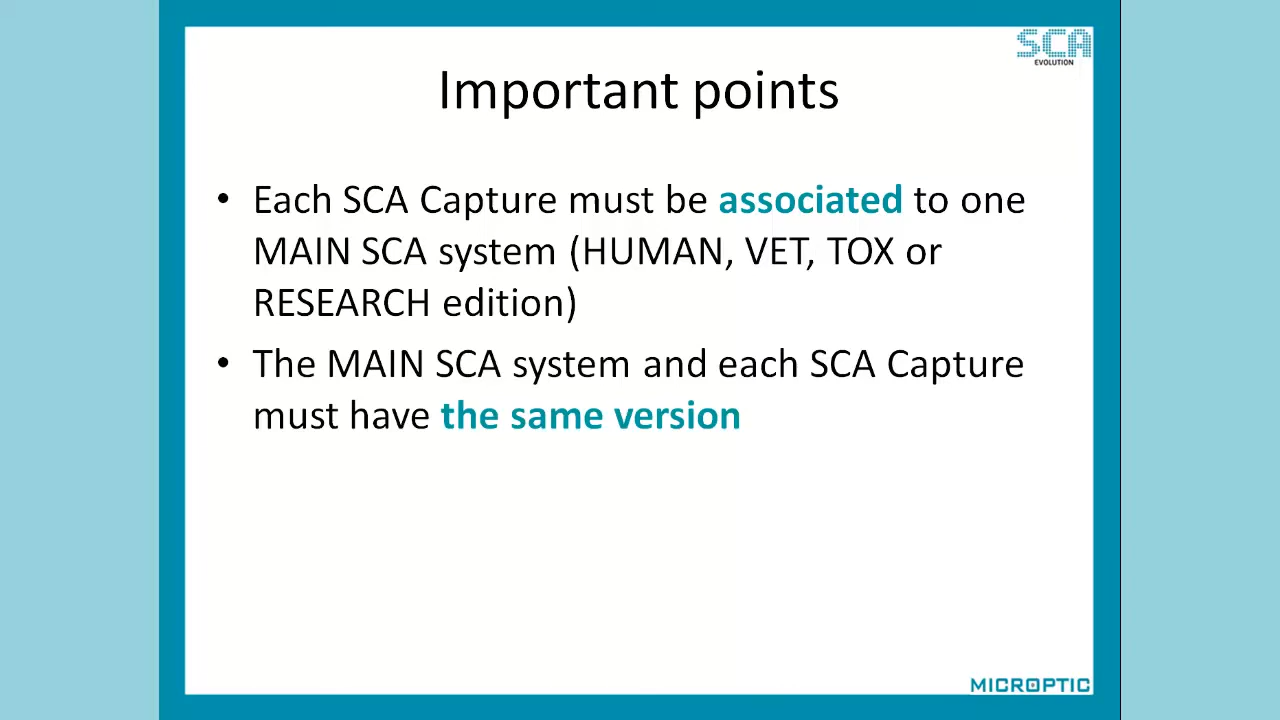 SCA
EVOLUTION
Important points
• Each SCA Capture must be associated to one
MAIN SCA system (HUMAN, VET, TOX or
RESEARCH edition)
• The MAIN SCA system and each SCA Capture
must have the same version
MICROPTIC